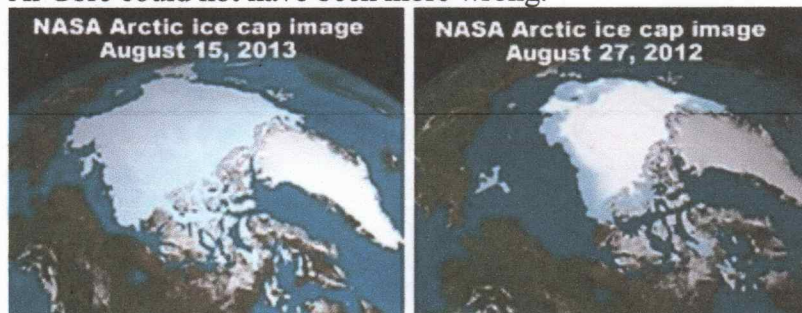 Al Gore could not have been more wrong.
NASA Arctic ice cap image
August 15, 2013
NASA Arctic ice cap image
August 27, 2012